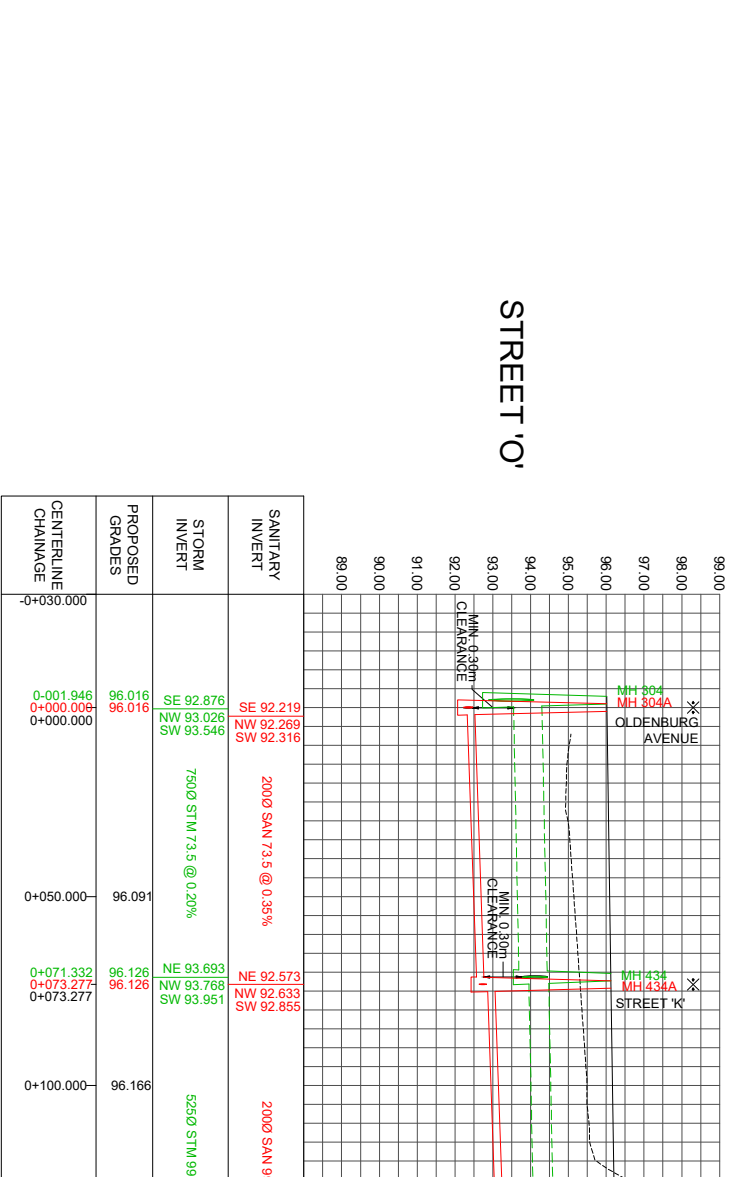 STREET 'O'
99.00
98.00
97.00
96.00
95.00
94.00
93.00
92.00
91.00
90.00
89.00
SANITARY
INVERT
STORM
INVERT
PROPOSED
GRADES
CENTERLINE
CHAINAGE
-0+030.000
MIN. 0.30m
CLEARANCE
MH 304
MH 304A
OLDENBURG
AVENUE
0-001.946
0+000.000
0+000.000
96.016
96.016
SE 92.876
NW 93.026
SW 93.546
SE 92.219
NW 92.269
SW 92.316
750Ø STM 73.5 @ 0.20%
200Ø SAN 73.5 @ 0.35%
0+050.000
96.091
MIN. 0.30m
CLEARANCE
MH 434
MH 434A
STREET 'K'
0+071.332
0+073.277
0+073.277
96.126
96.126
NE 93.693
NW 93.768
SW 93.951
NE 92.573
NW 92.633
SW 92.855
0+100.000
96.166
525Ø STM 99
200Ø SAN 9